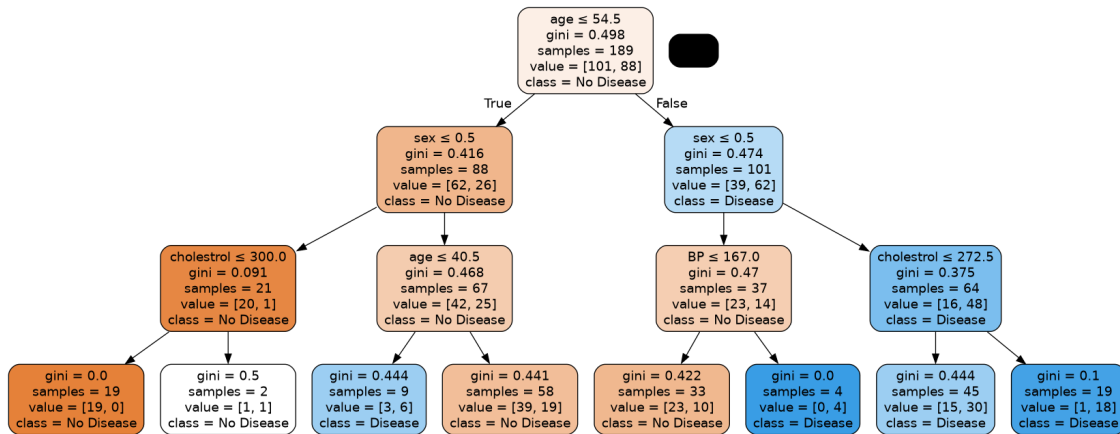 age ≤ 54.5
gini = 0.498
samples = 189
value = [101, 88]
class = No Disease
True
False
sex ≤ 0.5
gini = 0.416
samples = 88
value = [62, 26]
class = No Disease
sex ≤ 0.5
gini = 0.474
samples = 101
value = [39, 62]
class = Disease
cholestrol ≤ 300.0
gini = 0.091
samples = 21
value = [20, 1]
class = No Disease
age ≤ 40.5
gini = 0.468
samples = 67
value = [42, 25]
class = No Disease
BP ≤ 167.0
gini = 0.47
samples = 37
value = [23, 14]
class = No Disease
cholestrol ≤ 272.5
gini = 0.375
samples = 64
value = [16, 48]
class = Disease
gini = 0.0
samples = 19
value = [19, 0]
class = No Disease
gini = 0.5
samples = 2
value = [1, 1]
class = No Disease
gini = 0.444
samples = 9
value = [3, 6]
class = Disease
gini = 0.441
samples = 58
value = [39, 19]
class = No Disease
gini = 0.422
samples = 33
value = [23, 10]
class = No Disease
gini = 0.0
samples = 4
value = [0, 4]
class = Disease
gini = 0.444
samples = 45
value = [15, 30]
class = Disease
gini = 0.1
samples = 19
value = [1, 18]
class = Disease